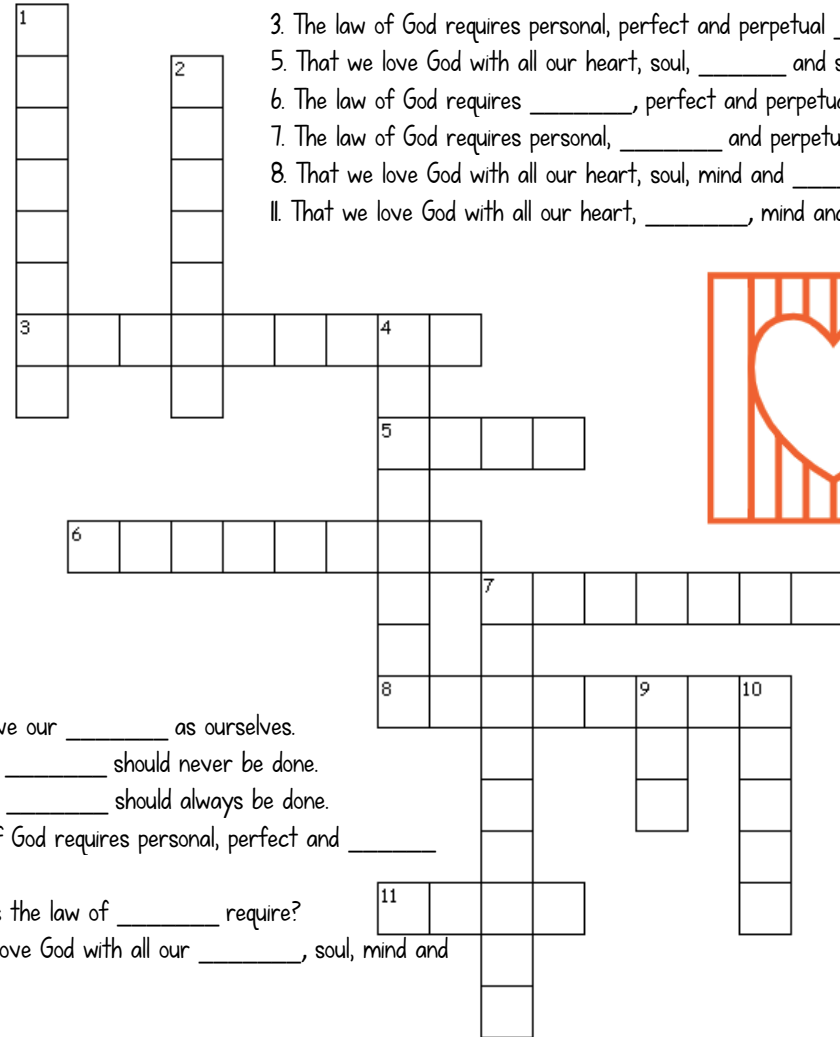 1
2
3. The law of God requires personal, perfect and perpetual _
5. That we love God with all our heart, soul, _______ and s
6. The law of God requires ________, perfect and perpetua
7. The law of God requires personal, ________ and perpetu
8. That we love God with all our heart, soul, mind and ____
11. That we love God with all our heart, ________, mind and
3
4
5
6
7
8
9
10
ve our ________ as ourselves.
________ should never be done.
________ should always be done.
f God requires personal, perfect and _______
s the law of ________ require?
ove God with all our ________, soul, mind and
11